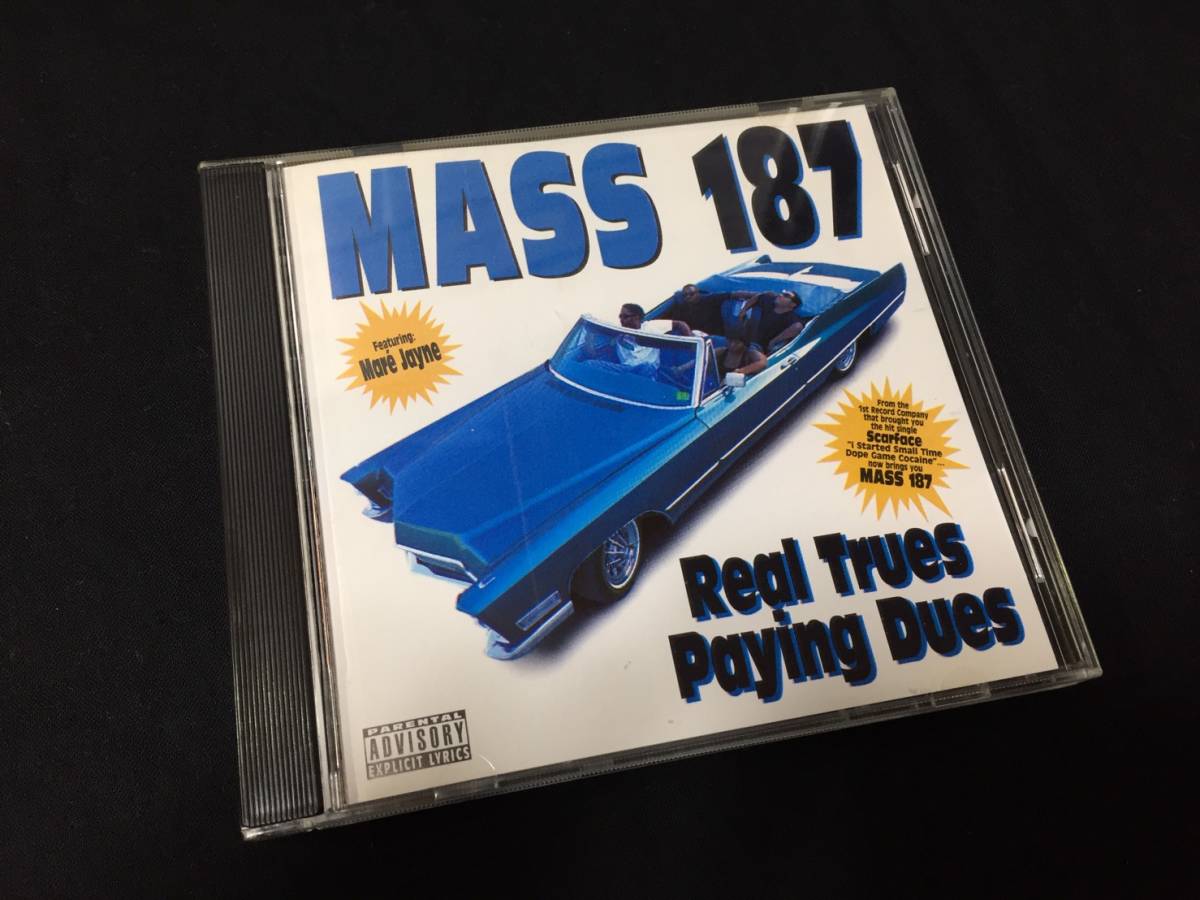 MASS 187
Featuring:
Maré Jayne
From the
1st Record Company
that brought you
the hit single
Scarface
"I Started Small Time
Dope Game Cocaine"...
now brings you
MASS 187
Real Trues
Paying Dues
PARENTAL
ADVISORY
EXPLICIT LYRICS